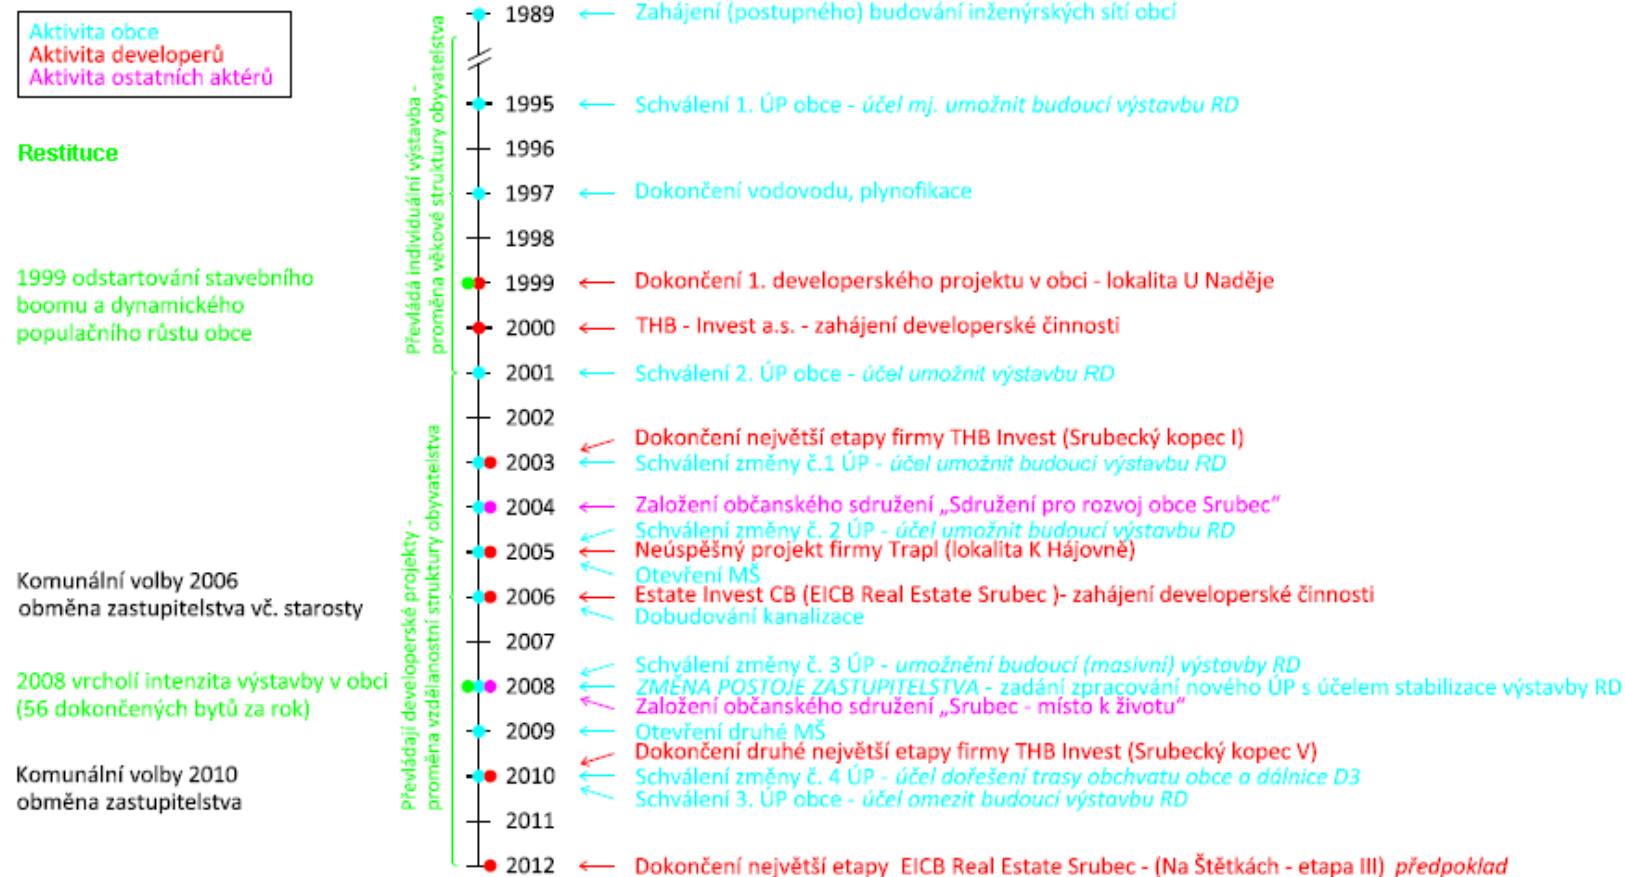 Aktivita obce
Aktivita developerů
Aktivita ostatních aktérů
Restituce
1999 odstartování stavebního
boomu a dynamického
populačního růstu obce
Komunální volby 2006
obměna zastupitelstva vč. starosty
2008 vrcholí intenzita výstavby v obci
(56 dokončených bytů za rok)
Komunální volby 2010
obměna zastupitelstva
Převládá individuální výstavba -
proměna věkové struktury obyvatelstva
Převládají developerské projekty -
proměna vzdělanostní struktury obyvatelstva
1989 Zahájení (postupného) budování inženýrských sítí obcí
1995 Schválení 1. ÚP obce - účel mj. umožnit budoucí výstavbu RD
1996
1997 Dokončení vodovodu, plynofikace
1998
1999 Dokončení 1. developerského projektu v obci - lokalita U Naděje
2000 THB - Invest a.s. - zahájení developerské činnosti
2001 Schválení 2. ÚP obce - účel umožnit výstavbu RD
2002
Dokončení největší etapy firmy THB Invest (Srubecký kopec I)
2003 Schválení změny č.1 ÚP - účel umožnit budoucí výstavbu RD
2004 Založení občanského sdružení „Sdružení pro rozvoj obce Srubec“
Schválení změny č. 2 ÚP - účel umožnit budoucí výstavbu RD
2005 Neúspěšný projekt firmy Trapl (lokalita K Hájovně)
Otevření MŠ
2006 Estate Invest CB (EICB Real Estate Srubec )- zahájení developerské činnosti
Dobudování kanalizace
2007
Schválení změny č. 3 ÚP - umožnění budoucí (masivní) výstavby RD
2008 ZMĚNA POSTOJE ZASTUPITELSTVA - zadání zpracování nového ÚP s účelem stabilizace výstavby RD
Založení občanského sdružení „Srubec - místo k životu“
2009 Otevření druhé MŠ
Dokončení druhé největší etapy firmy THB Invest (Srubecký kopec V)
2010 Schválení změny č. 4 ÚP - účel dořešení trasy obchvatu obce a dálnice D3
Schválení 3. ÚP obce - účel omezit budoucí výstavbu RD
2011
2012 Dokončení největší etapy EICB Real Estate Srubec - (Na Štětkách - etapa III) předpoklad